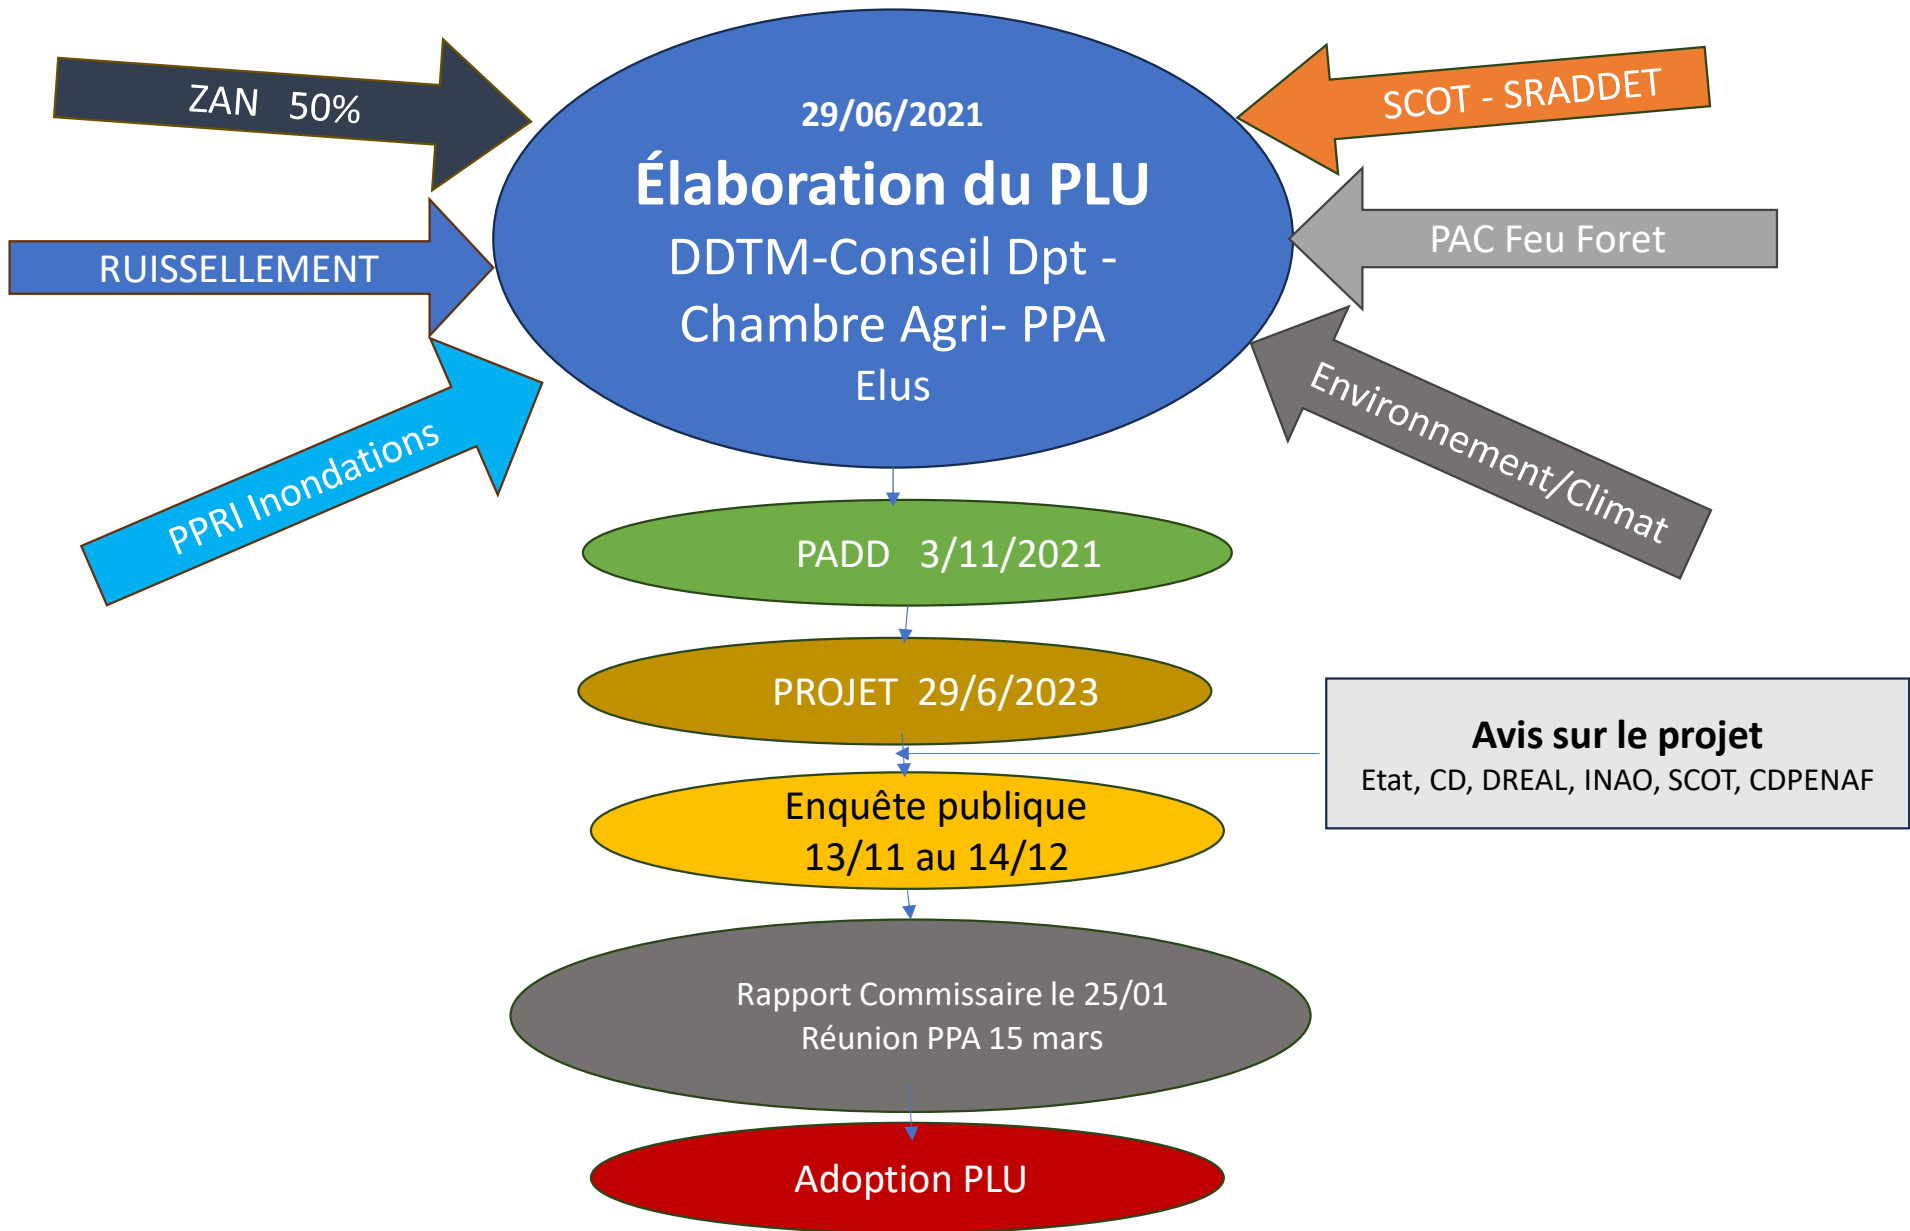 ZAN 50%
RUISSELLEMENT
PPRI Inondations
29/06/2021
Élaboration du PLU
DDTM-Conseil Dpt -
Chambre Agri- PPA
Elus
SCOT - SRADDET
PAC Feu Foret
Environnement/Climat
PADD 3/11/2021
PROJET 29/6/2023
Avis sur le projet
Etat, CD, DREAL, INAO, SCOT, CDPENAF
Enquête publique
13/11 au 14/12
Rapport Commissaire le 25/01
Réunion PPA 15 mars
Adoption PLU